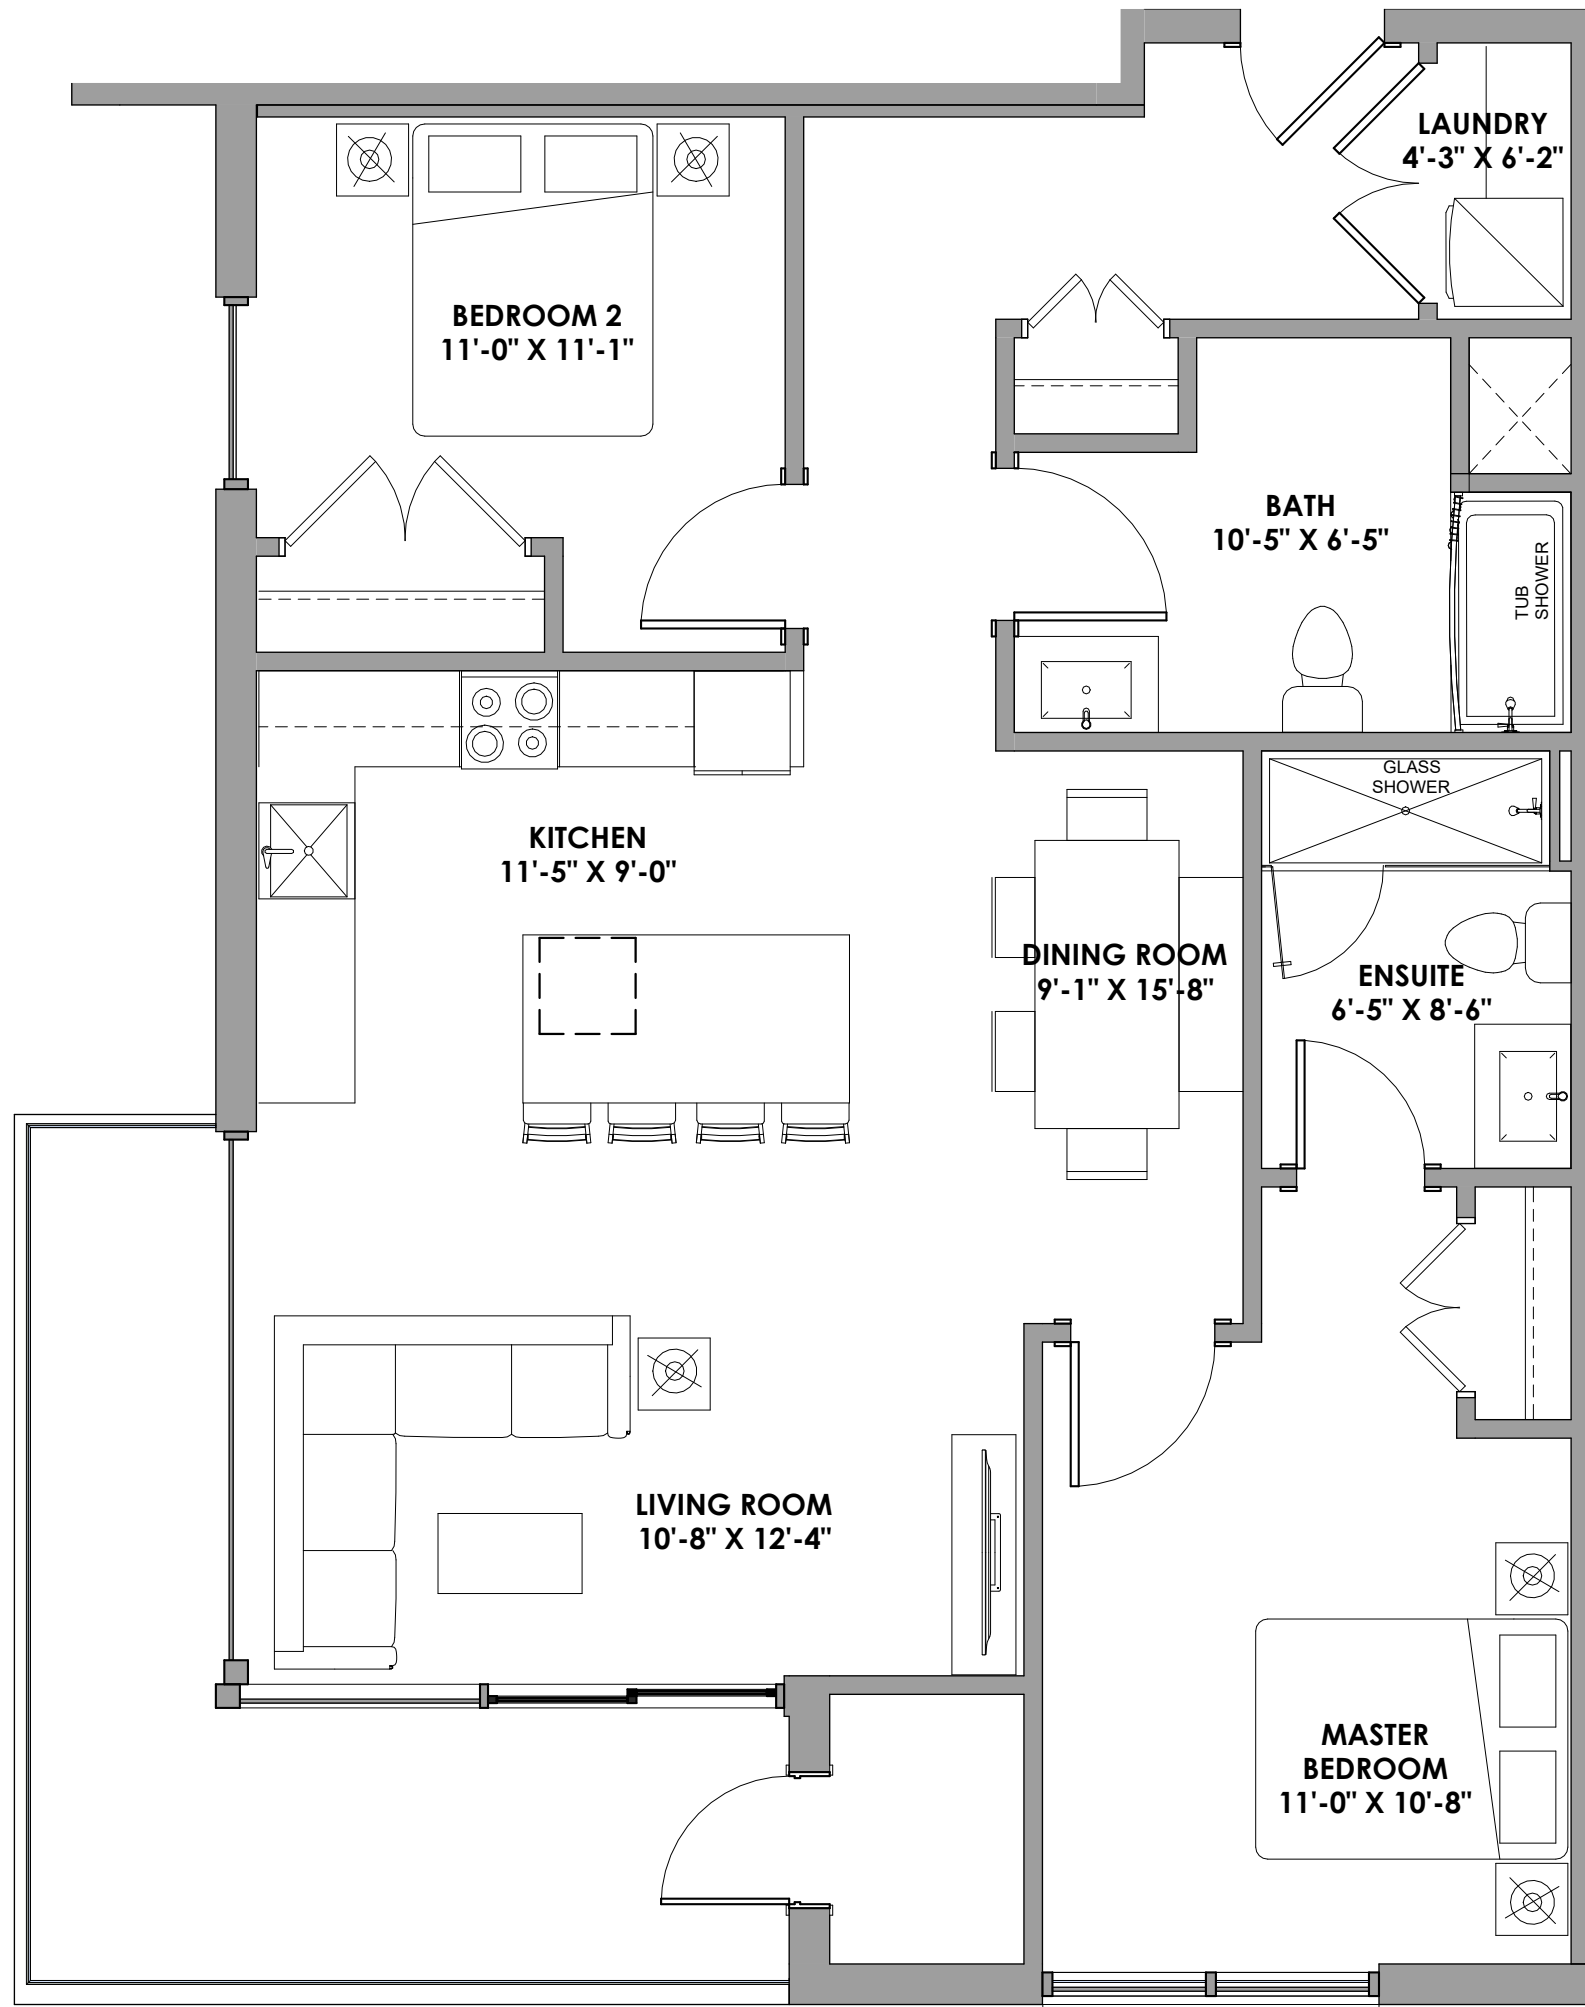 LAUNDRY
4'-3" X 6'-2"
BEDROOM 2
11'-0" X 11'-1"
BATH
10'-5" X 6'-5"
TUB
SHOWER
GLASS
SHOWER
KITCHEN
11'-5" X 9'-0"
DINING ROOM
9'-1" X 15'-8"
ENSUITE
6'-5" X 8'-6"
LIVING ROOM
10'-8" X 12'-4"
MASTER
BEDROOM
11'-0" X 10'-8"